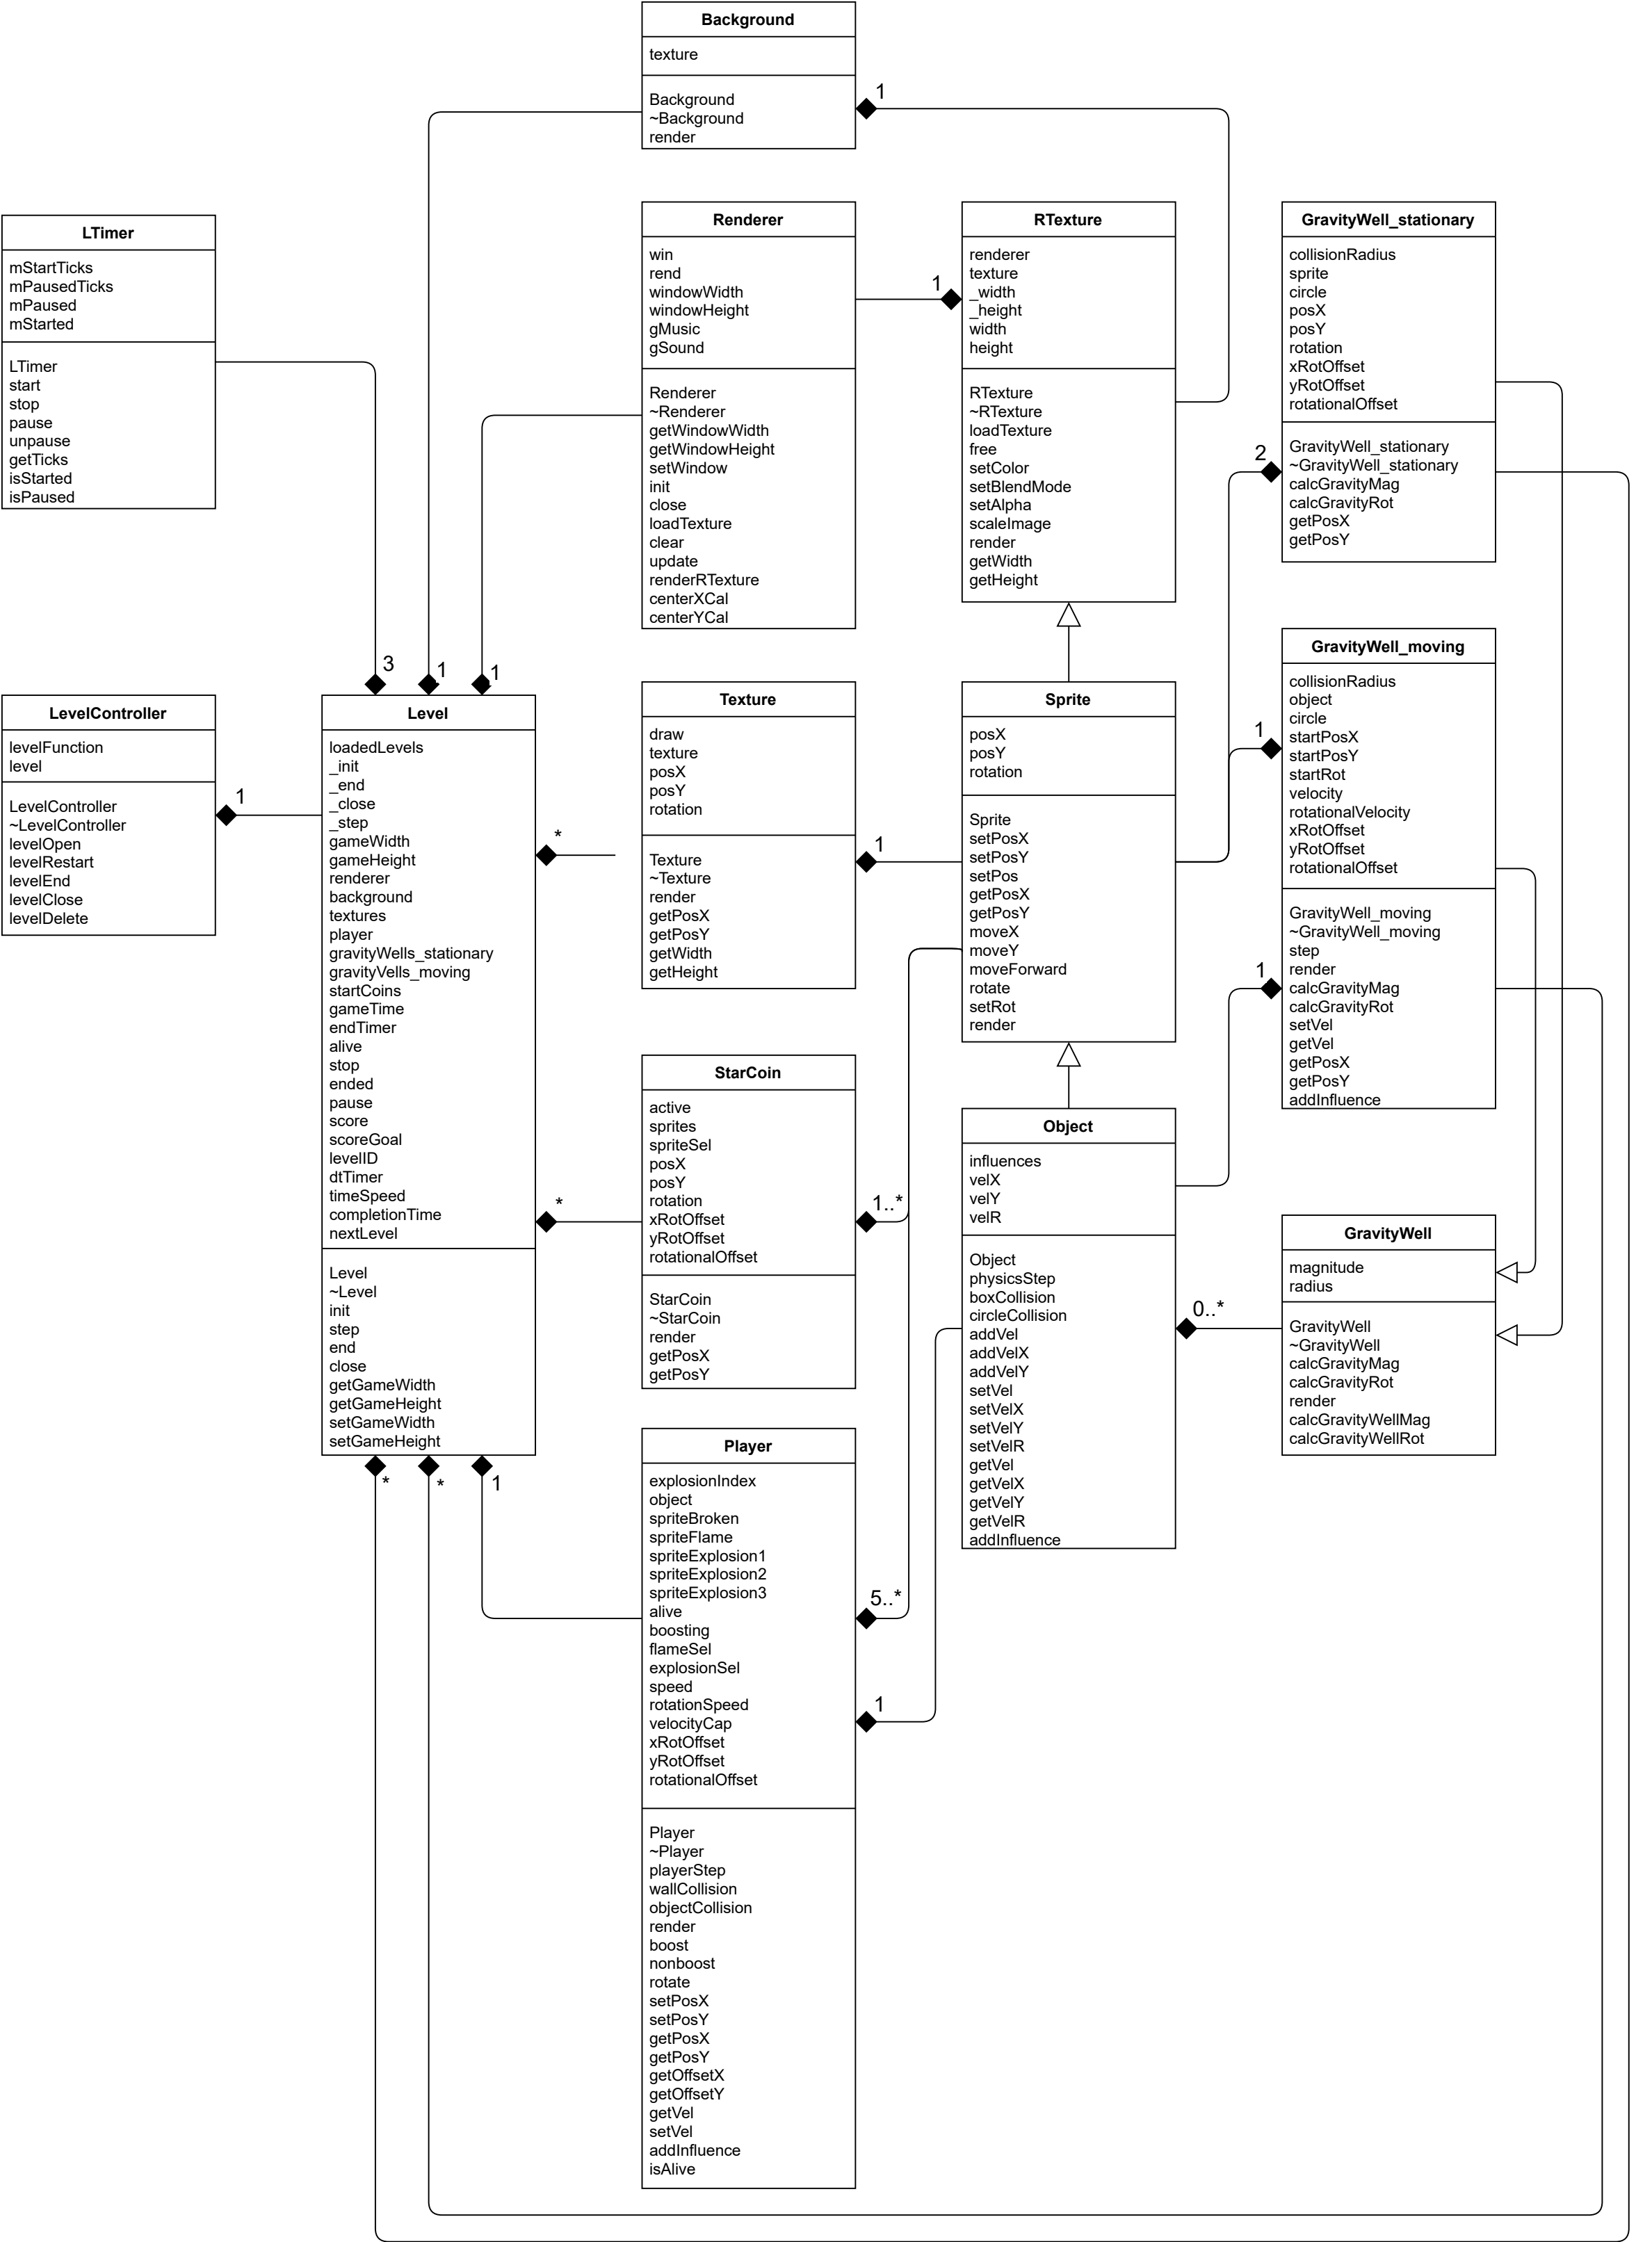 Background
texture
Background
~Background
render
1
LTimer
mStartTicks
mPausedTicks
mPaused
mStarted
LTimer
start
stop
pause
unpause
getTicks
isStarted
isPaused
Renderer
win
rend
windowWidth
windowHeight
gMusic
gSound
Renderer
~Renderer
getWindowWidth
getWindowHeight
setWindow
init
close
loadTexture
clear
update
renderRTexture
centerXCal
centerYCal
1
RTexture
renderer
texture
_width
_height
width
height
RTexture
~RTexture
loadTexture
free
setColor
setBlendMode
setAlpha
scaleImage
render
getWidth
getHeight
GravityWell_stationary
collisionRadius
sprite
circle
posX
posY
rotation
xRotOffset
yRotOffset
rotationalOffset
GravityWell_stationary
~GravityWell_stationary
calcGravityMag
calcGravityRot
getPosX
getPosY
2
3
1
1
LevelController
levelFunction
level
LevelController
~LevelController
levelOpen
levelRestart
levelEnd
levelClose
levelDelete
1
Level
loadedLevels
_init
_end
_close
_step
gameWidth
gameHeight
renderer
background
textures
player
gravityWells_stationary
gravityVells_moving
startCoins
gameTime
endTimer
alive
stop
ended
pause
score
scoreGoal
levelID
dtTimer
timeSpeed
completionTime
nextLevel
Level
~Level
init
step
end
close
getGameWidth
getGameHeight
setGameWidth
setGameHeight
*
*
*
*
1
Texture
draw
texture
posX
posY
rotation
Texture
~Texture
render
getPosX
getPosY
getWidth
getHeight
1
Sprite
posX
posY
rotation
Sprite
setPosX
setPosY
setPos
getPosX
getPosY
moveX
moveY
moveForward
rotate
setRot
render
GravityWell_moving
collisionRadius
object
circle
startPosX
startPosY
startRot
velocity
rotationalVelocity
xRotOffset
yRotOffset
rotationalOffset
GravityWell_moving
~GravityWell_moving
step
render
calcGravityMag
calcGravityRot
setVel
getVel
getPosX
getPosY
addInfluence
1
1
StarCoin
active
sprites
spriteSel
posX
posY
rotation
xRotOffset
yRotOffset
rotationalOffset
StarCoin
~StarCoin
render
getPosX
getPosY
1..*
Object
influences
velX
velY
velR
Object
physicsStep
boxCollision
circleCollision
addVel
addVelX
addVelY
setVel
setVelX
setVelY
setVelR
getVel
getVelX
getVelY
getVelR
addInfluence
0..*
GravityWell
magnitude
radius
GravityWell
~GravityWell
calcGravityMag
calcGravityRot
render
calcGravityWellMag
calcGravityWellRot
Player
explosionIndex
object
spriteBroken
spriteFlame
spriteExplosion1
spriteExplosion2
spriteExplosion3
alive
boosting
flameSel
explosionSel
speed
rotationSpeed
velocityCap
xRotOffset
yRotOffset
rotationalOffset
Player
~Player
playerStep
wallCollision
objectCollision
render
boost
nonboost
rotate
setPosX
setPosY
getPosX
getPosY
getOffsetX
getOffsetY
getVel
setVel
addInfluence
isAlive
5..*
1